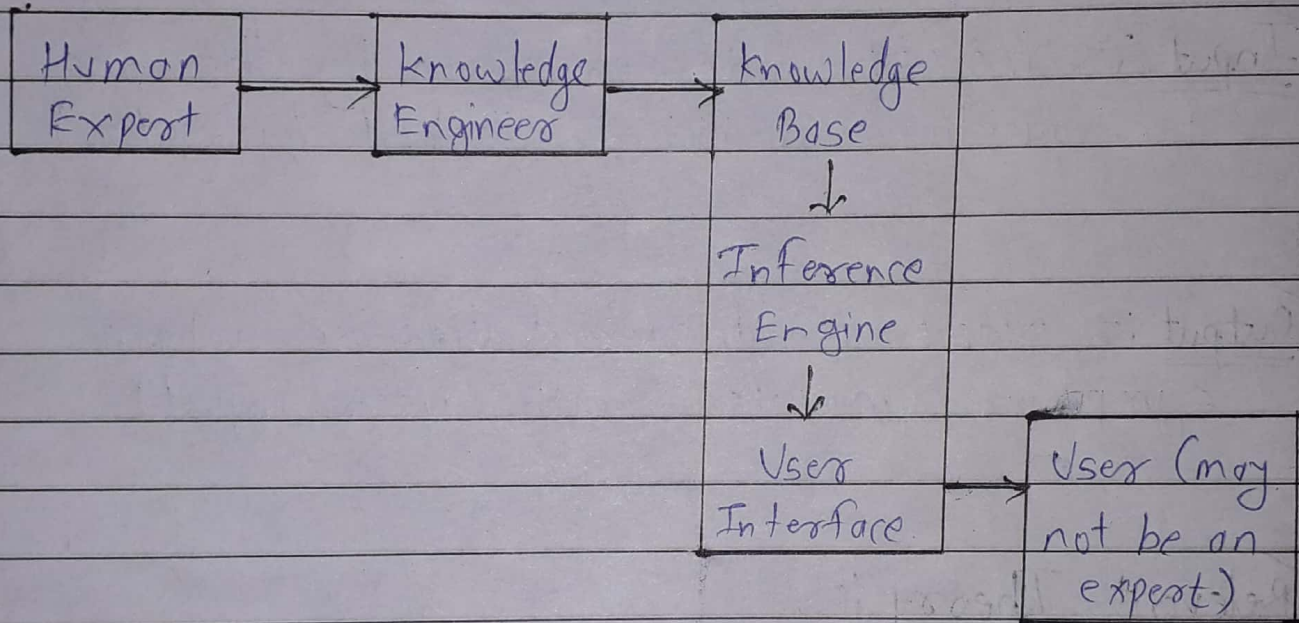 Human
Expert
Knowledge
Engineer
Knowledge
Base
Inference
Engine
User
Interface
User (may
not be an
expert.)